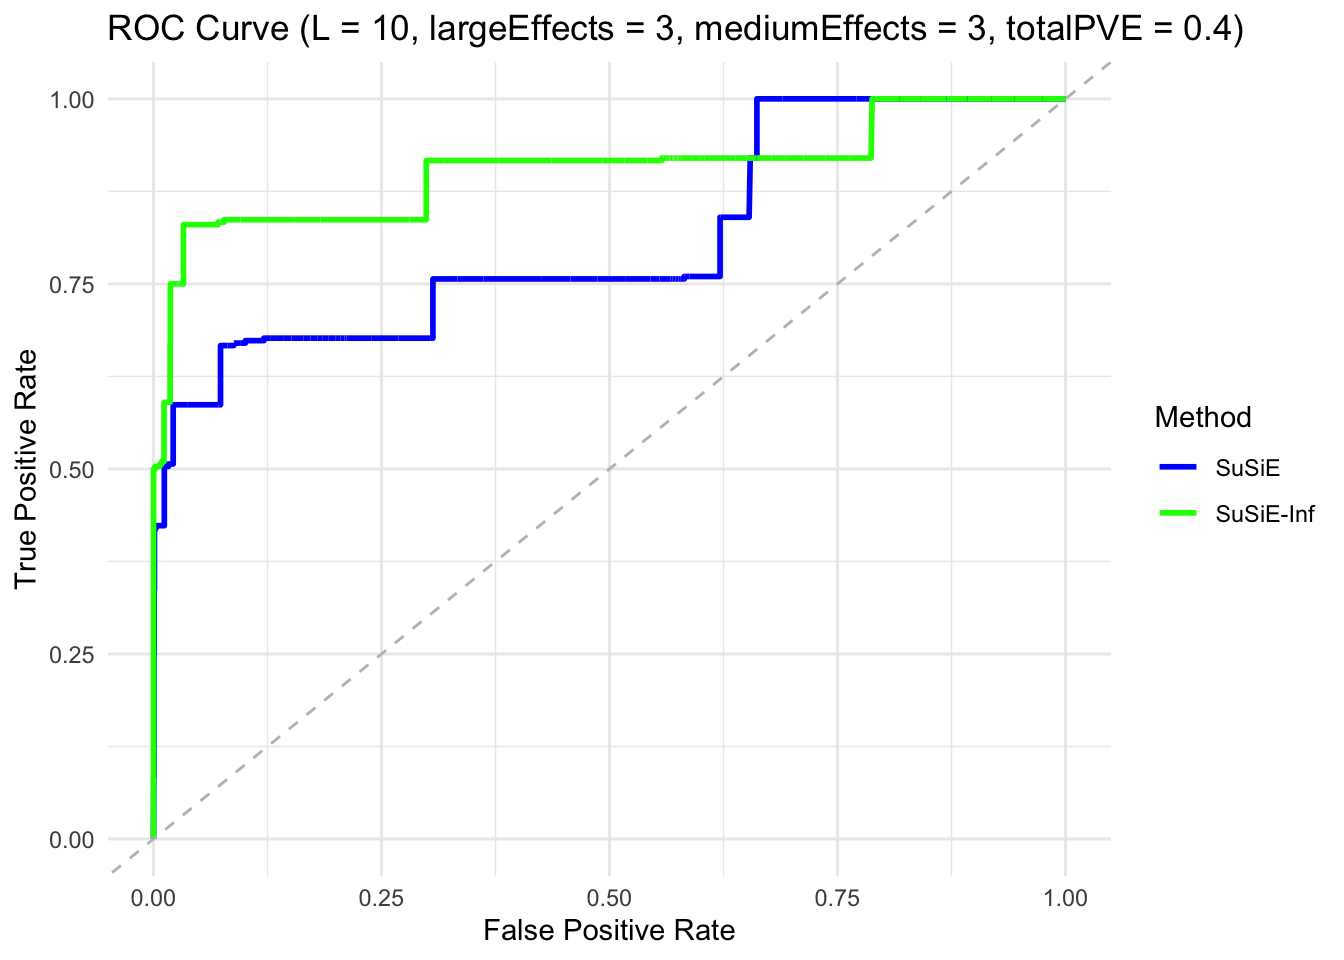 ROC Curve (L = 10, largeEffects = 3, mediumEffects = 3, totalPVE = 0.4)
True Positive Rate
1.00
0.75
0.50
0.25
0.00
0.00 0.25 0.50 0.75 1.00
False Positive Rate
Method
SuSiE
SuSiE-Inf